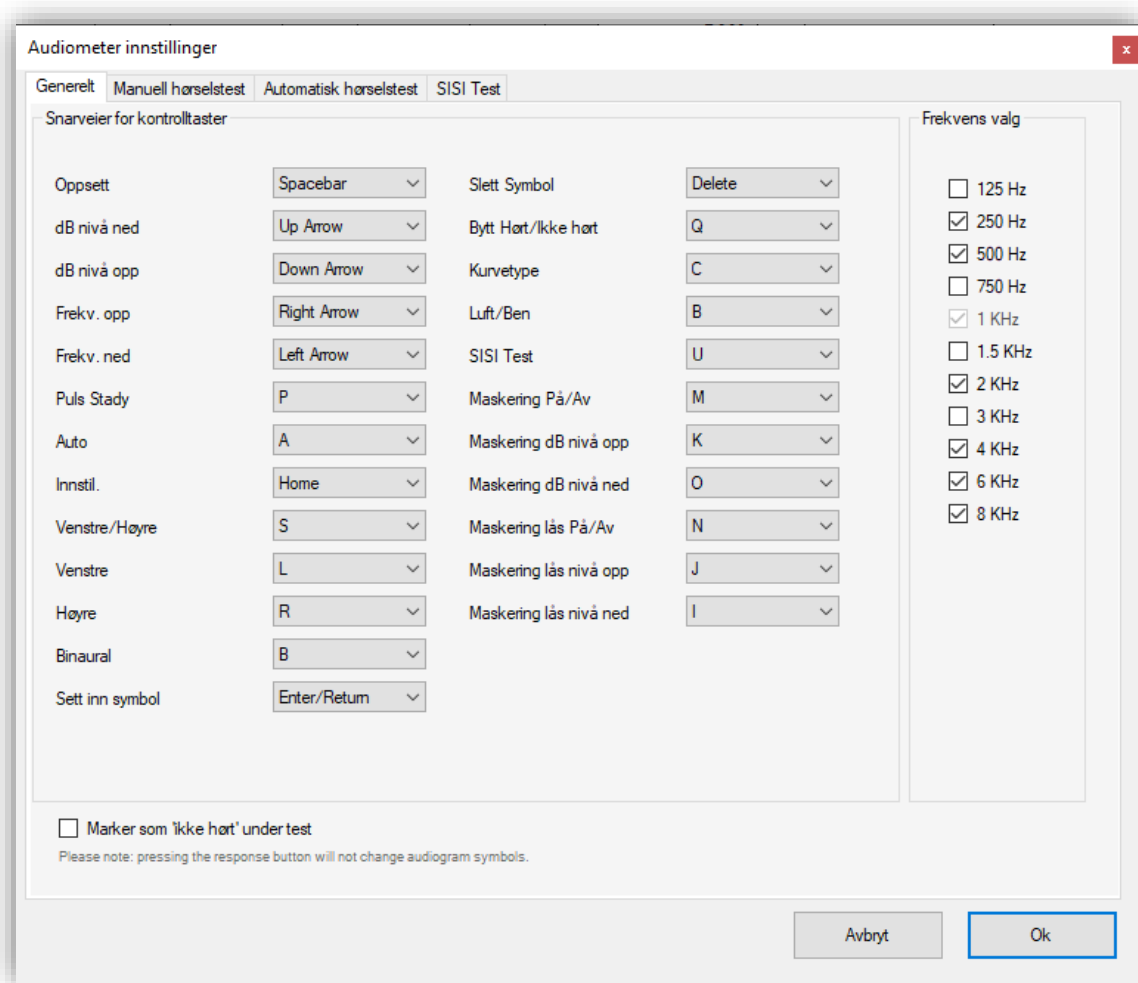 Audiometer innstillinger
x
Generelt Manuell hørselstest Automatisk hørselstest SISI Test
Snarveier for kontrolltaster
Oppsett Spacebar
dB nivå ned Up Arrow
dB nivå opp Down Arrow
Frekv. opp Right Arrow
Frekv. ned Left Arrow
Puls Stady P
Auto A
Innstil. Home
Venstre/Høyre S
Venstre L
Høyre R
Binaural B
Sett inn symbol Enter/Return
Slett Symbol Delete
Bytt Hørt/Ikke hørt Q
Kurvetype C
Luft/Ben B
SISI Test U
Maskering På/Av M
Maskering dB nivå opp K
Maskering dB nivå ned O
Maskering lås På/Av N
Maskering lås nivå opp J
Maskering lås nivå ned I
Frekvens valg
125 Hz
250 Hz
500 Hz
750 Hz
1 KHz
1.5 KHz
2 KHz
3 KHz
4 KHz
6 KHz
8 KHz
Marker som 'ikke hørt' under test
Please note: pressing the response button will not change audiogram symbols.
Avbryt Ok